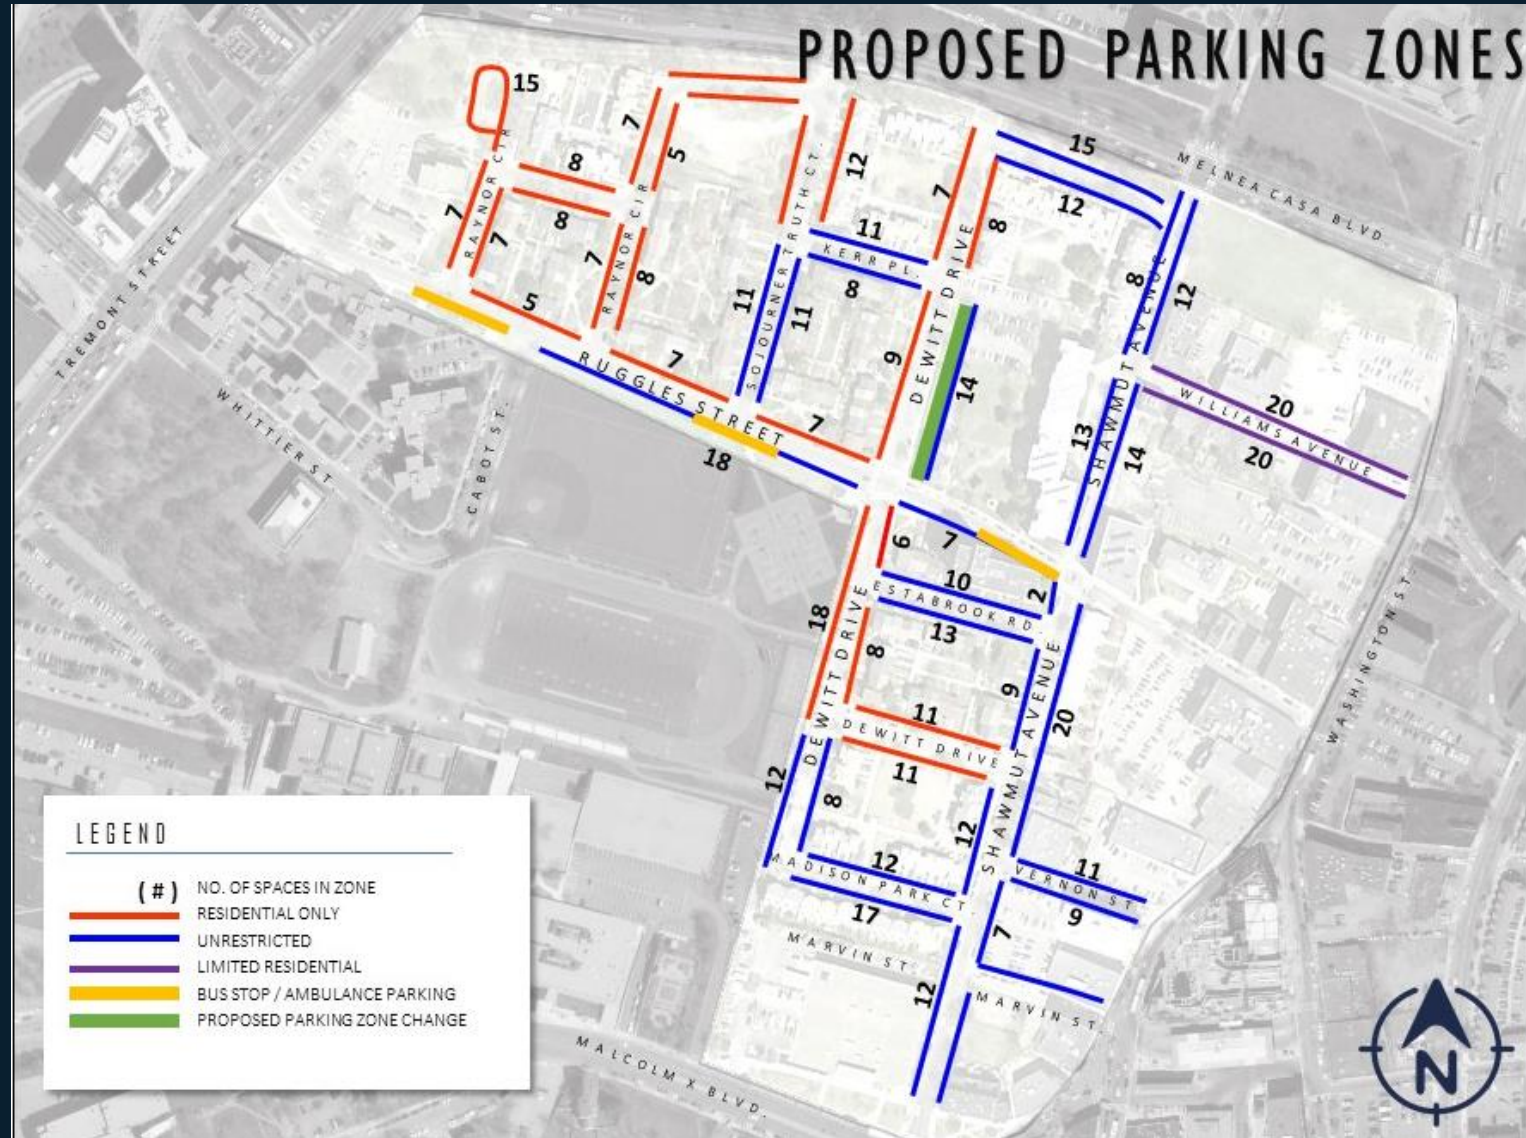 PROPOSED PARKING ZONES
15
7
5
8
8
RAYNOR CIR
7
7
RAYNOR CIR
7
8
5
7
7
RUGGLES STREET
18
SOJOURNER TRUTH CT.
12
11
KERR PL.
8
11
11
7
8
DEWITT DRIVE
9
14
15
12
MELNEA CASA BLVD
8
12
SHAWMUT AVENUE
13
14
20
WILLIAMS AVENUE
20
TREMONT STREET
WHITTIER ST
CABOT ST.
WASHINGTON ST.
6
7
10
ESTABROOK RD.
2
13
18
DEWITT DRIVE
8
9
20
SHAWMUT AVENUE
11
DEWITT DRIVE
11
12
8
12
12
MADISON PARK CT.
17
11
VERNON ST
9
7
MARVIN ST.
12
MARVIN ST.
MALCOLM X BLVD.
LEGEND
(#) NO. OF SPACES IN ZONE
RESIDENTIAL ONLY
UNRESTRICTED
LIMITED RESIDENTIAL
BUS STOP / AMBULANCE PARKING
PROPOSED PARKING ZONE CHANGE
N